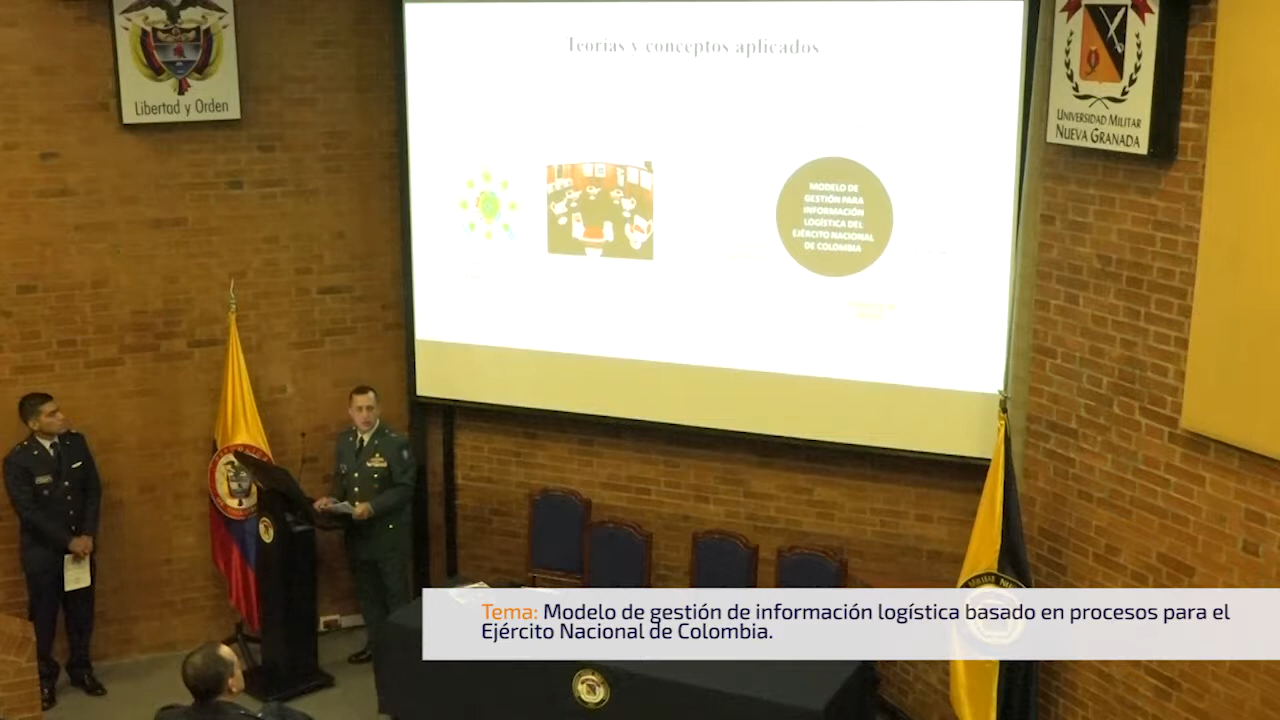 Libertad y Orden
Teorías y conceptos aplicados
UNIVERSIDAD MILITAR
NUEVA GRANADA
MODELO DE
GESTIÓN PARA
INFORMACIÓN
LOGÍSTICA DEL
EJÉRCITO NACIONAL
DE COLOMBIA
Tema: Modelo de gestión de información logística basado en procesos para el
Ejército Nacional de Colombia.